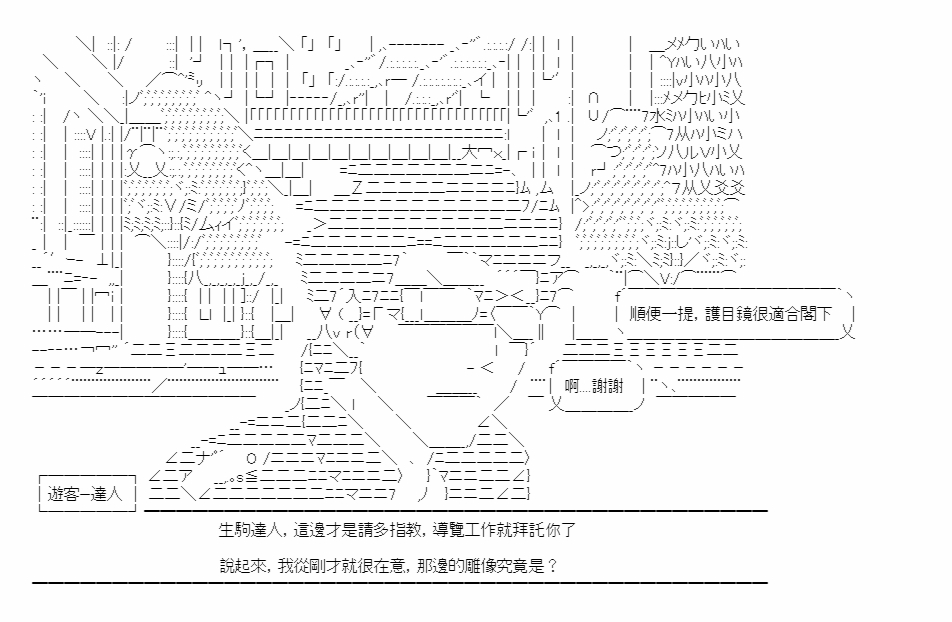 順便一提，護目鏡很適合閣下
啊....謝謝
遊客─達人
生駒達人，這邊才是請多指教，導覽工作就拜託你了
說起來，我從剛才就很在意，那邊的雕像究竟是？